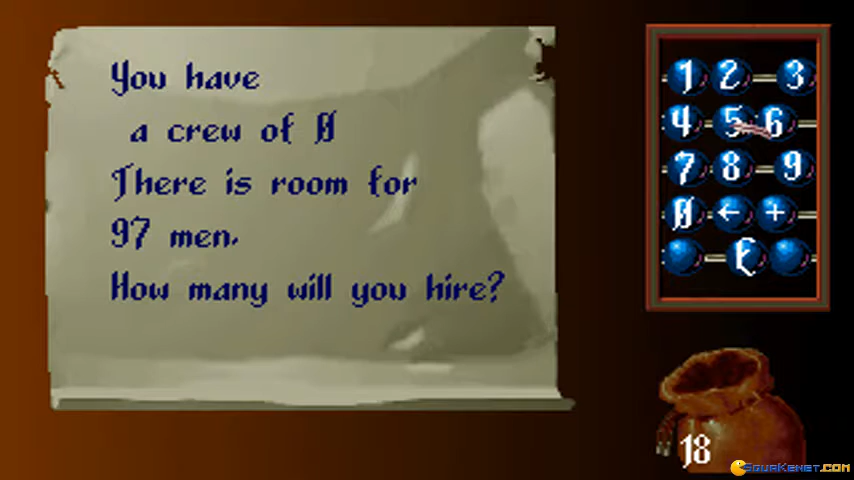 You have
a crew of 0
There is room for
97 men.
How many will you hire?
1 2 3
4 5 6
7 8 9
0 ← +
E
18
SQUAKENET.COM